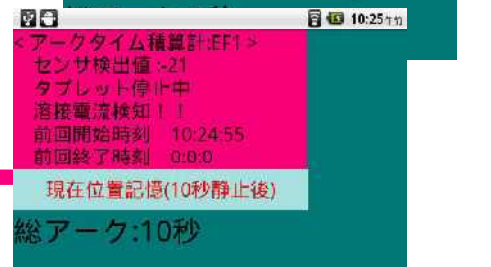 10:25午前
<アークタイム積算計:EF1>
センサ検出値:-21
タブレット停止中
溶接電流検知！！
前回開始時刻 10:24:55
前回終了時刻 0:0:0
現在位置記憶(10秒静止後)
総アーク:10秒